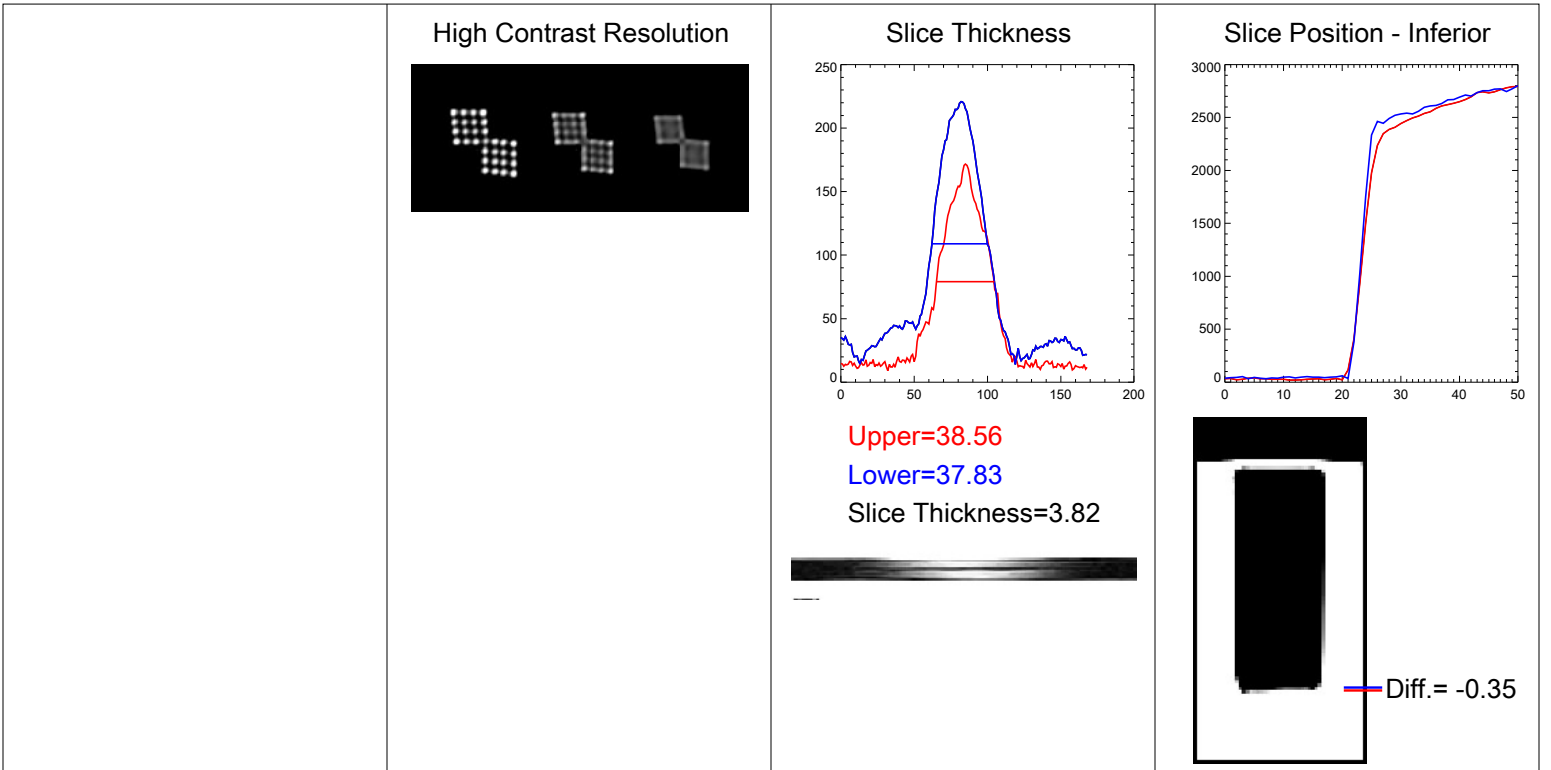 High Contrast Resolution
Slice Thickness
250
200
150
100
50
0
0 50 100 150 200
Upper=38.56
Lower=37.83
Slice Thickness=3.82
Slice Position - Inferior
3000
2500
2000
1500
1000
500
0
0 10 20 30 40 50
Diff.= -0.35